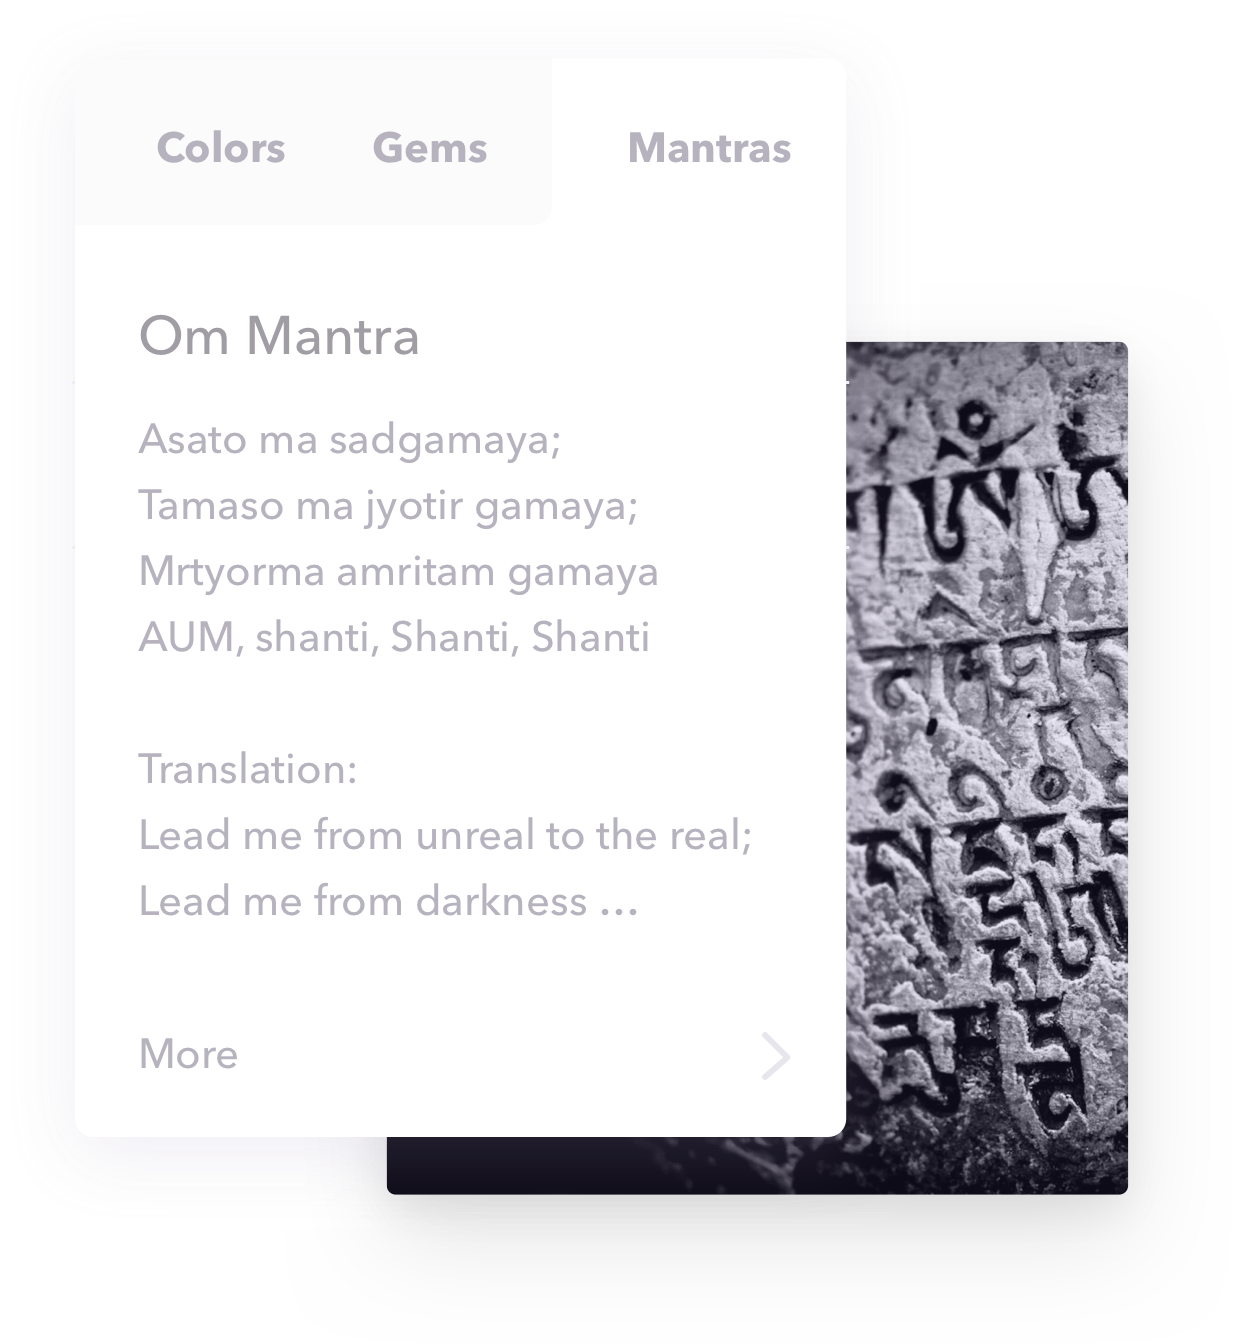 Colors Gems Mantras
Om Mantra
Asato ma sadgamaya;
Tamaso ma jyotir gamaya;
Mrtyorma amritam gamaya
AUM, shanti, Shanti, Shanti
Translation:
Lead me from unreal to the real;
Lead me from darkness ...
More